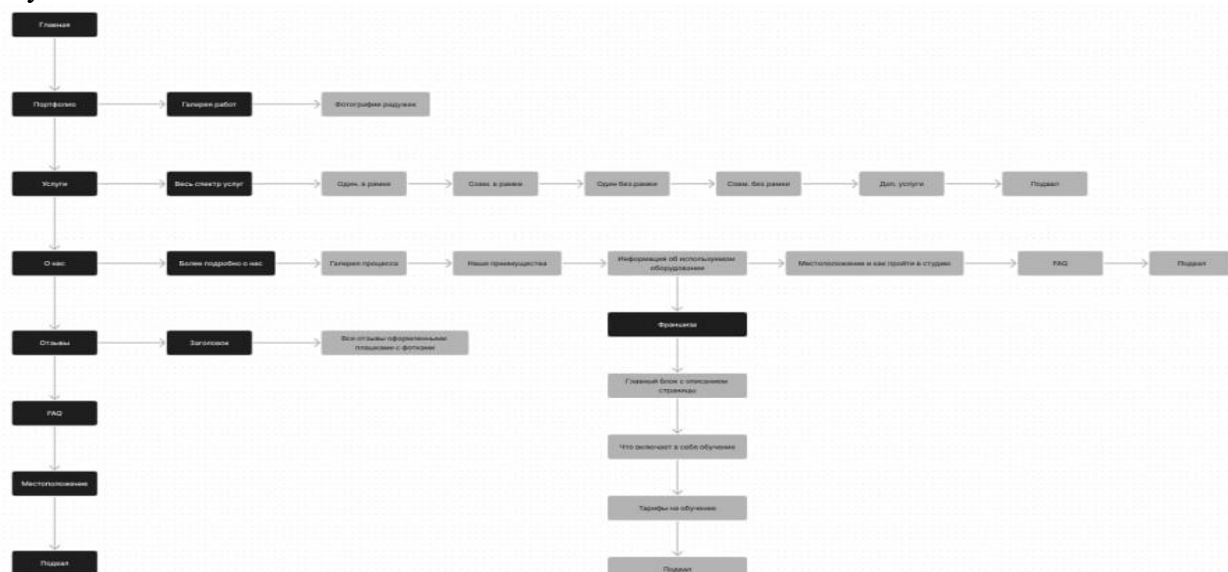 Главная
Портфолио
Галерея работ
Фотографии радужек
Услуги
Весь спектр услуг
Один. в рамке
Совм. в рамке
Один без рамки
Совм. без рамки
Доп. услуги
Подвал
О нас
Более подробно о нас
Галерея процесса
Наши преимущества
Информация об используемом
оборудовании
Местоположение и как пройти в студию
FAQ
Подвал
Франшиза
Отзывы
Заголовок
Все отзывы оформленными
плашками с фотками
Главный блок с описанием
страницы
FAQ
Что включает в себя обучение
Местоположение
Тарифы на обучение
Подвал
Подвал